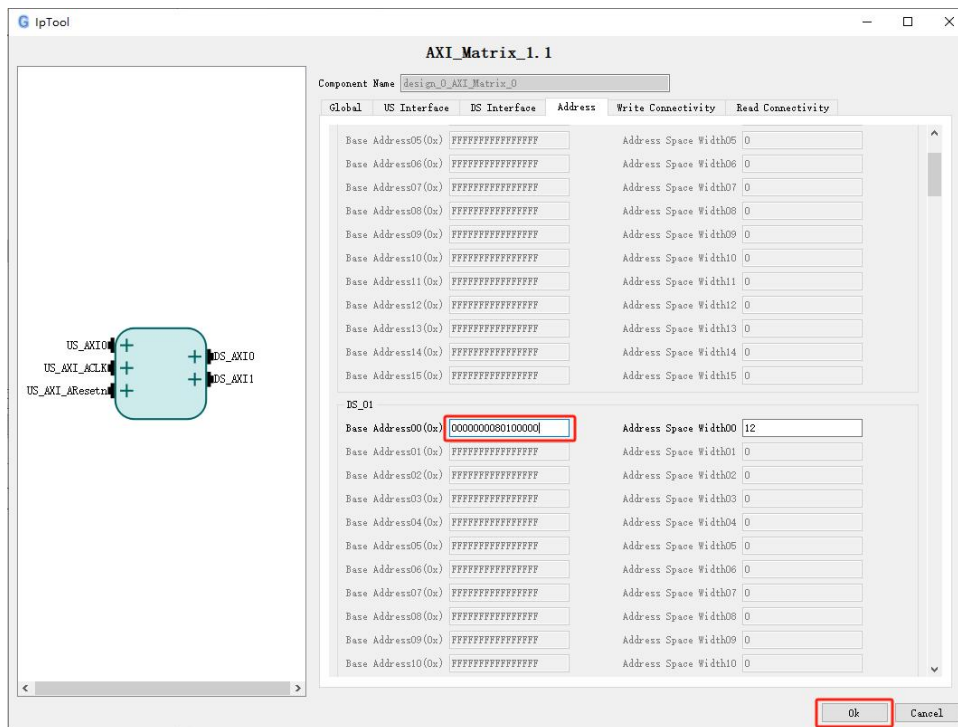 G IpTool
AXI_Matrix_1.1
Component Name design_0_AXI_Matrix_0
Global US Interface DS Interface Address Write Connectivity Read Connectivity
Base Address05(0x) FFFFFFFFFFFFFFFF Address Space Width05 0
Base Address06(0x) FFFFFFFFFFFFFFFF Address Space Width06 0
Base Address07(0x) FFFFFFFFFFFFFFFF Address Space Width07 0
Base Address08(0x) FFFFFFFFFFFFFFFF Address Space Width08 0
Base Address09(0x) FFFFFFFFFFFFFFFF Address Space Width09 0
Base Address10(0x) FFFFFFFFFFFFFFFF Address Space Width10 0
Base Address11(0x) FFFFFFFFFFFFFFFF Address Space Width11 0
Base Address12(0x) FFFFFFFFFFFFFFFF Address Space Width12 0
Base Address13(0x) FFFFFFFFFFFFFFFF Address Space Width13 0
Base Address14(0x) FFFFFFFFFFFFFFFF Address Space Width14 0
Base Address15(0x) FFFFFFFFFFFFFFFF Address Space Width15 0
US_AXI0
US_AXI_ACLK
US_AXI_AResetn
DS_AXI0
DS_AXI1
DS_01
Base Address00(0x) 0000000080100000 Address Space Width00 12
Base Address01(0x) FFFFFFFFFFFFFFFF Address Space Width01 0
Base Address02(0x) FFFFFFFFFFFFFFFF Address Space Width02 0
Base Address03(0x) FFFFFFFFFFFFFFFF Address Space Width03 0
Base Address04(0x) FFFFFFFFFFFFFFFF Address Space Width04 0
Base Address05(0x) FFFFFFFFFFFFFFFF Address Space Width05 0
Base Address06(0x) FFFFFFFFFFFFFFFF Address Space Width06 0
Base Address07(0x) FFFFFFFFFFFFFFFF Address Space Width07 0
Base Address08(0x) FFFFFFFFFFFFFFFF Address Space Width08 0
Base Address09(0x) FFFFFFFFFFFFFFFF Address Space Width09 0
Base Address10(0x) FFFFFFFFFFFFFFFF Address Space Width10 0
Ok Cancel